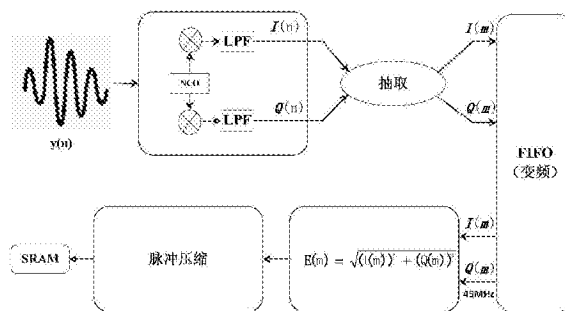 y(n)
NCO
LPF
LPF
I(n)
Q(n)
抽取
I(m)
Q(m)
FIFO
(变频)
I(m)
Q(m)
45MHz
E(m) = √((I(m))² + (Q(m))²)
脉冲压缩
SRAM